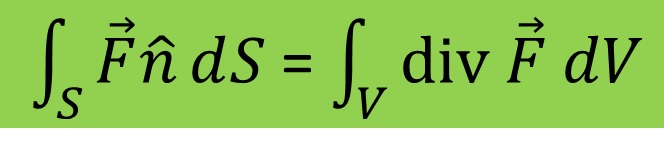 ∫_S F⃗ n̂ dS = ∫_V div F⃗ dV